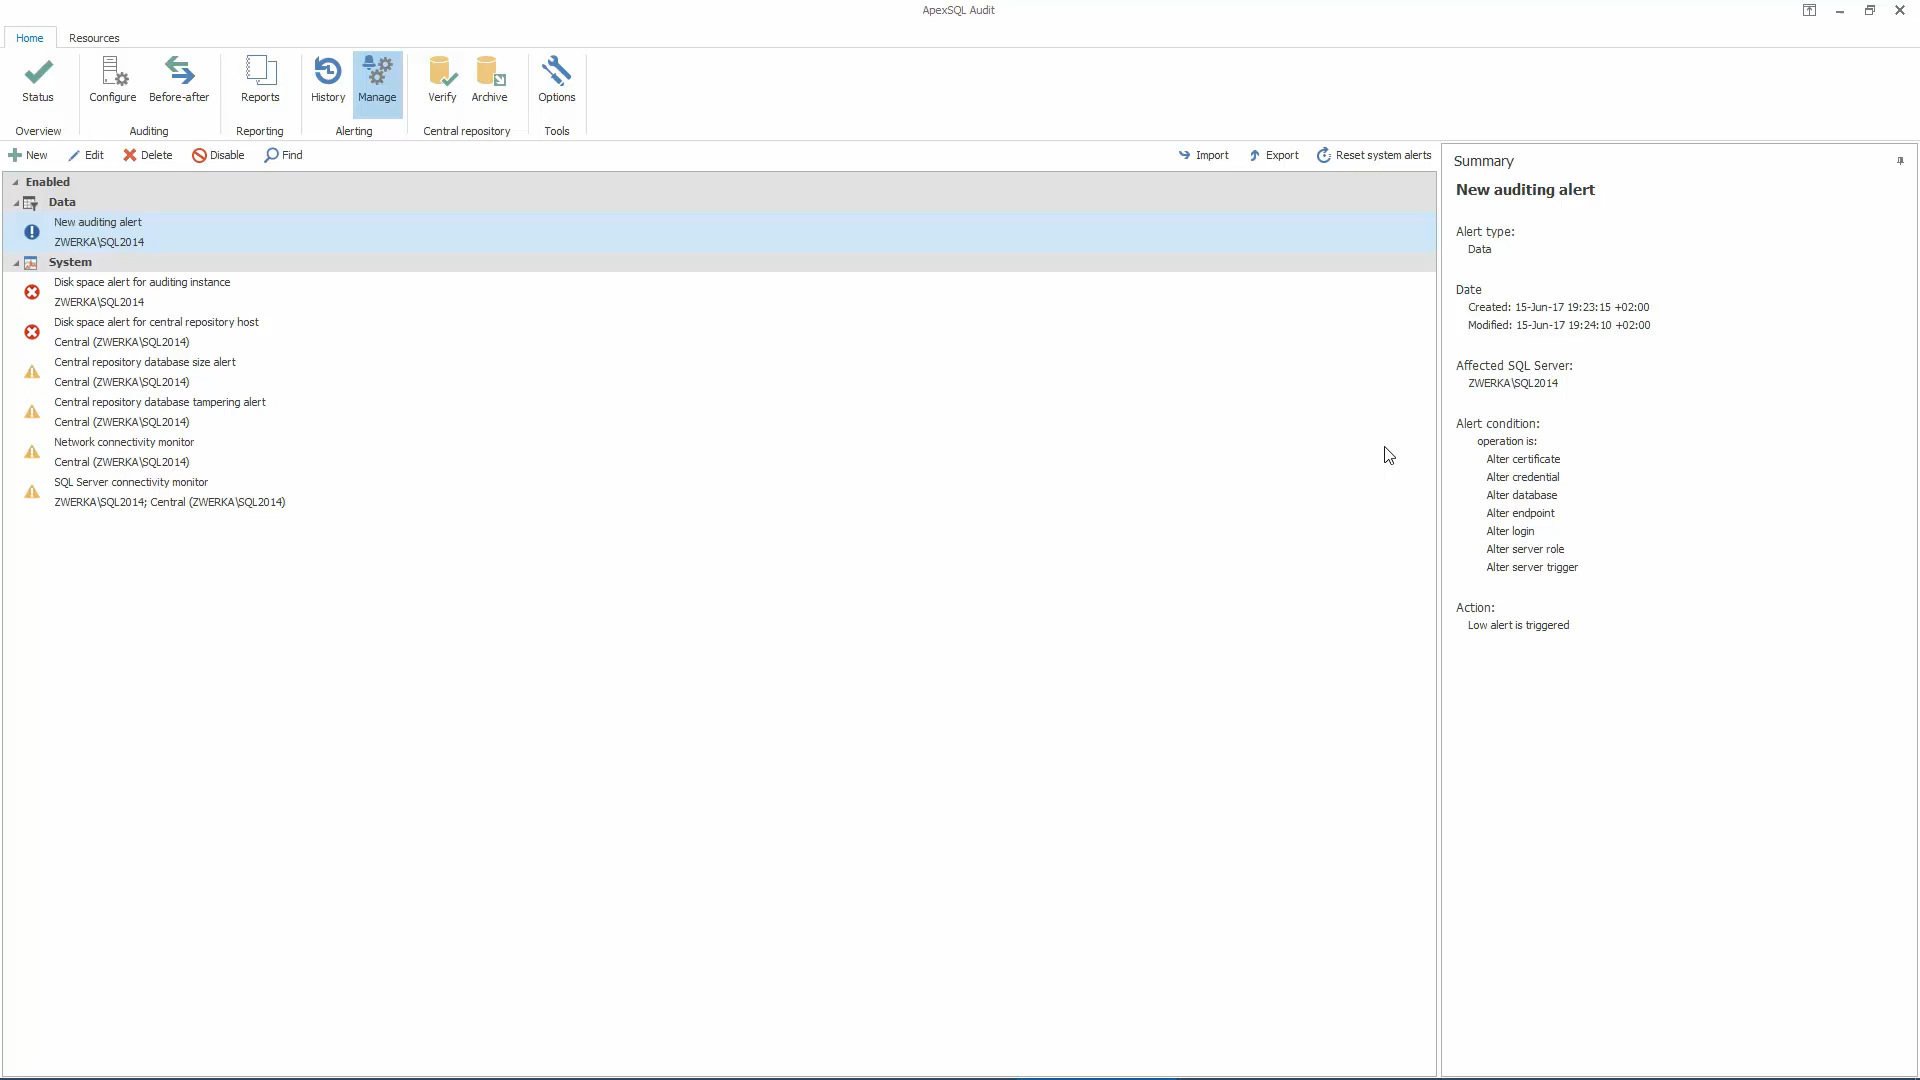 ApexSQL Audit
Home Resources
Status Configure Before-after Reports History Manage Verify Archive Options
Overview Auditing Reporting Alerting Central repository Tools
New Edit Delete Disable Find Import Export Reset system alerts
Enabled
Data
New auditing alert
ZWERKA\SQL2014
System
Disk space alert for auditing instance
ZWERKA\SQL2014
Disk space alert for central repository host
Central (ZWERKA\SQL2014)
Central repository database size alert
Central (ZWERKA\SQL2014)
Central repository database tampering alert
Central (ZWERKA\SQL2014)
Network connectivity monitor
Central (ZWERKA\SQL2014)
SQL Server connectivity monitor
ZWERKA\SQL2014; Central (ZWERKA\SQL2014)
Summary
New auditing alert
Alert type:
Data
Date
Created: 15-Jun-17 19:23:15 +02:00
Modified: 15-Jun-17 19:24:10 +02:00
Affected SQL Server:
ZWERKA\SQL2014
Alert condition:
operation is:
Alter certificate
Alter credential
Alter database
Alter endpoint
Alter login
Alter server role
Alter server trigger
Action:
Low alert is triggered